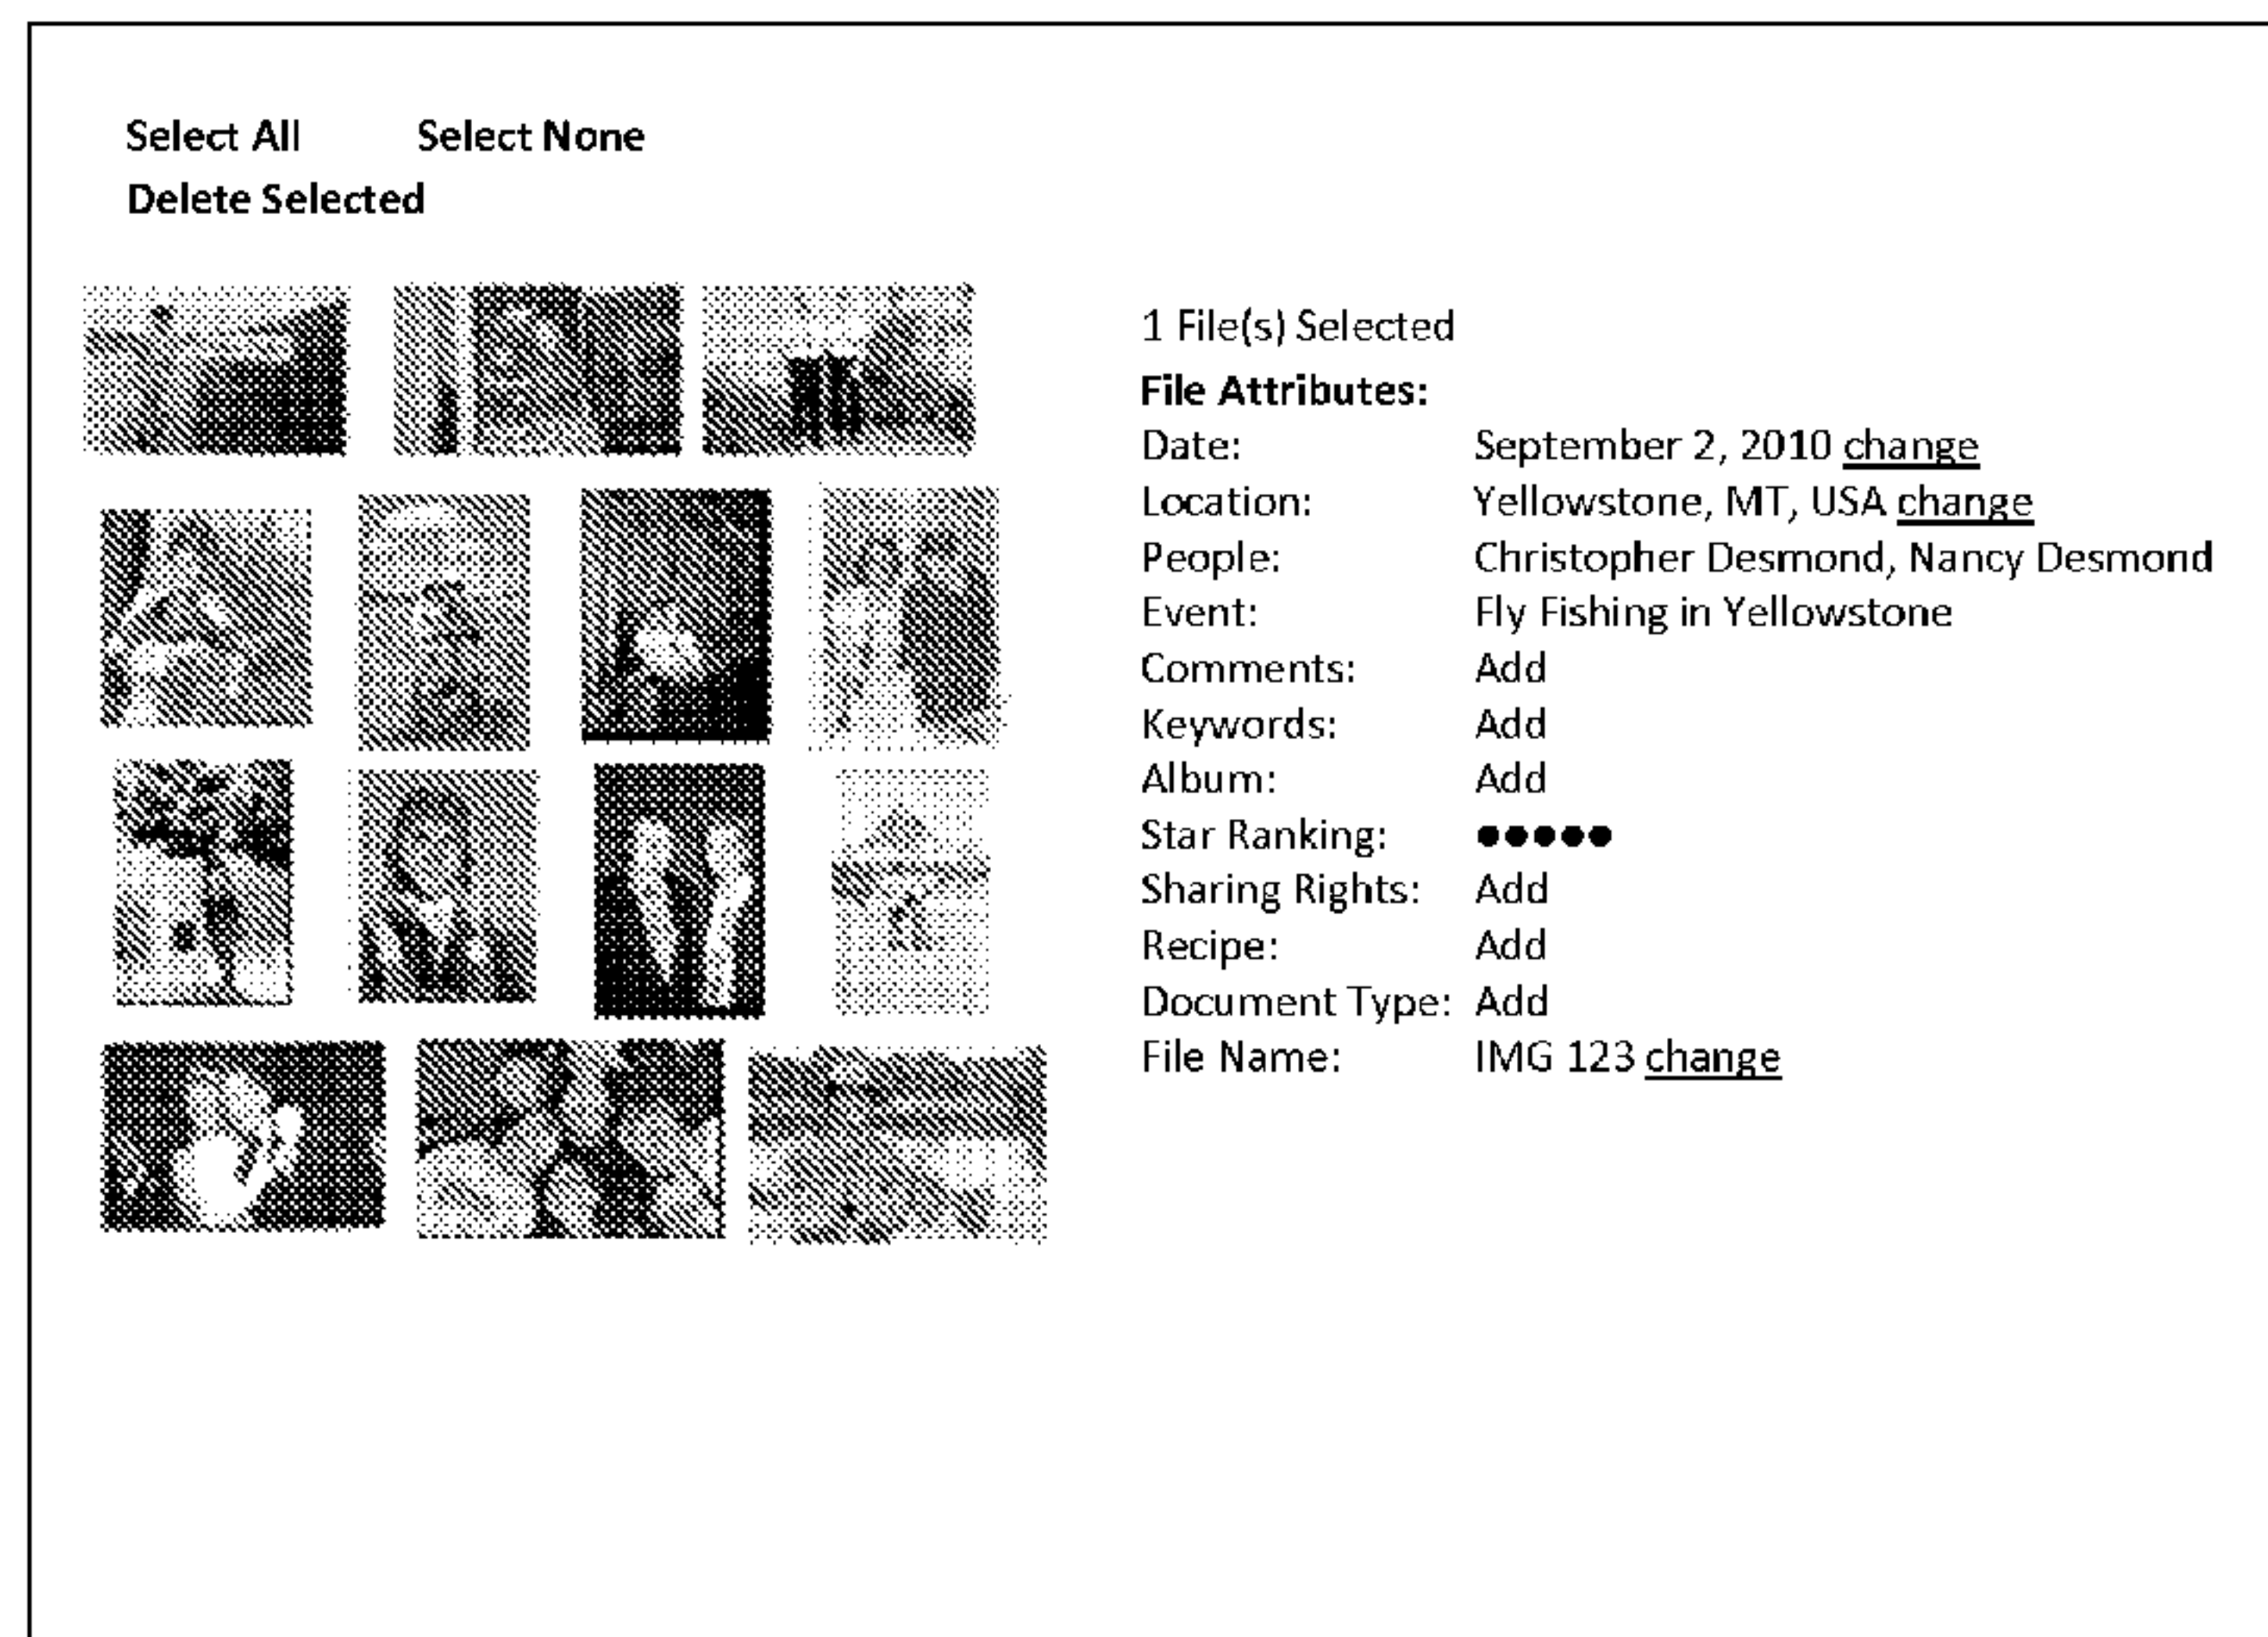 Select All Select None
Delete Selected
1 File(s) Selected
File Attributes:
Date: September 2, 2010 change
Location: Yellowstone, MT, USA change
People: Christopher Desmond, Nancy Desmond
Event: Fly Fishing in Yellowstone
Comments: Add
Keywords: Add
Album: Add
Star Ranking: ●●●●●
Sharing Rights: Add
Recipe: Add
Document Type: Add
File Name: IMG 123 change